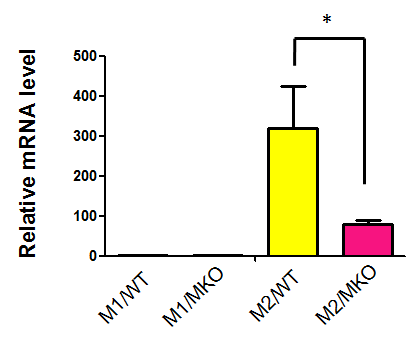 *
Relative mRNA level
500
400
300
200
100
0
M1/WT
M1/MKO
M2/WT
M2/MKO